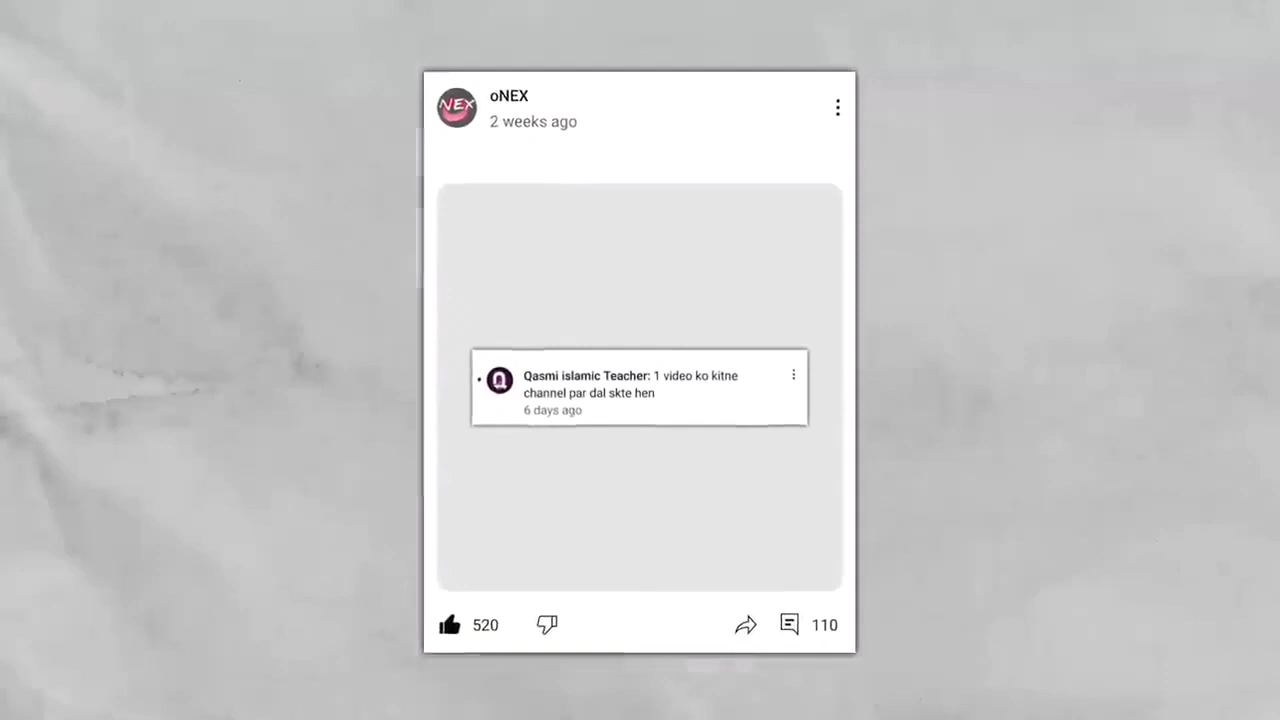 NEX
oNEX
2 weeks ago
Qasmi islamic Teacher: 1 video ko kitne
channel par dal skte hen
6 days ago
520
110